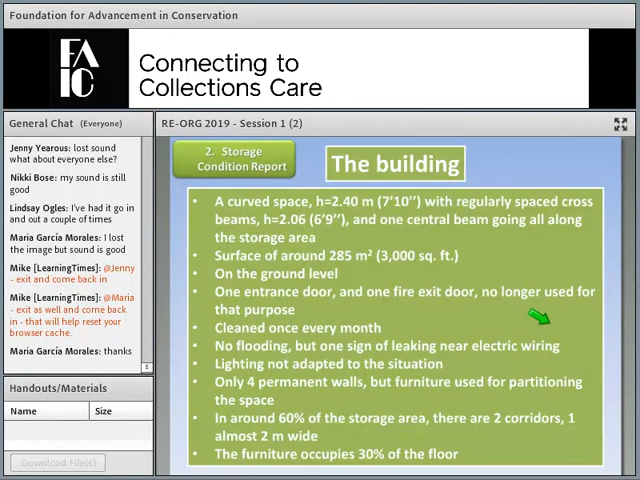 Foundation for Advancement in Conservation
FA
IC
Connecting to
Collections Care
General Chat (Everyone)
Jenny Yearous: lost sound
what about everyone else?
Nikki Bose: my sound is still
good
Lindsay Ogles: I've had it go in
and out a couple of times
Maria García Morales: I lost
the image but sound is good
Mike [LearningTimes]: @Jenny
- exit and come back in
Mike [LearningTimes]: @Maria
- exit as well and come back
in - that will help reset your
browser cache.
Maria García Morales: thanks
Handouts/Materials
Name Size
Download File(s)
RE-ORG 2019 - Session 1 (2)
2. Storage
Condition Report
The building
• A curved space, h=2.40 m (7'10'') with regularly spaced cross
beams, h=2.06 (6'9''), and one central beam going all along
the storage area
• Surface of around 285 m² (3,000 sq. ft.)
• On the ground level
• One entrance door, and one fire exit door, no longer used for
that purpose
• Cleaned once every month
• No flooding, but one sign of leaking near electric wiring
• Lighting not adapted to the situation
• Only 4 permanent walls, but furniture used for partitioning
the space
• In around 60% of the storage area, there are 2 corridors, 1
almost 2 m wide
• The furniture occupies 30% of the floor